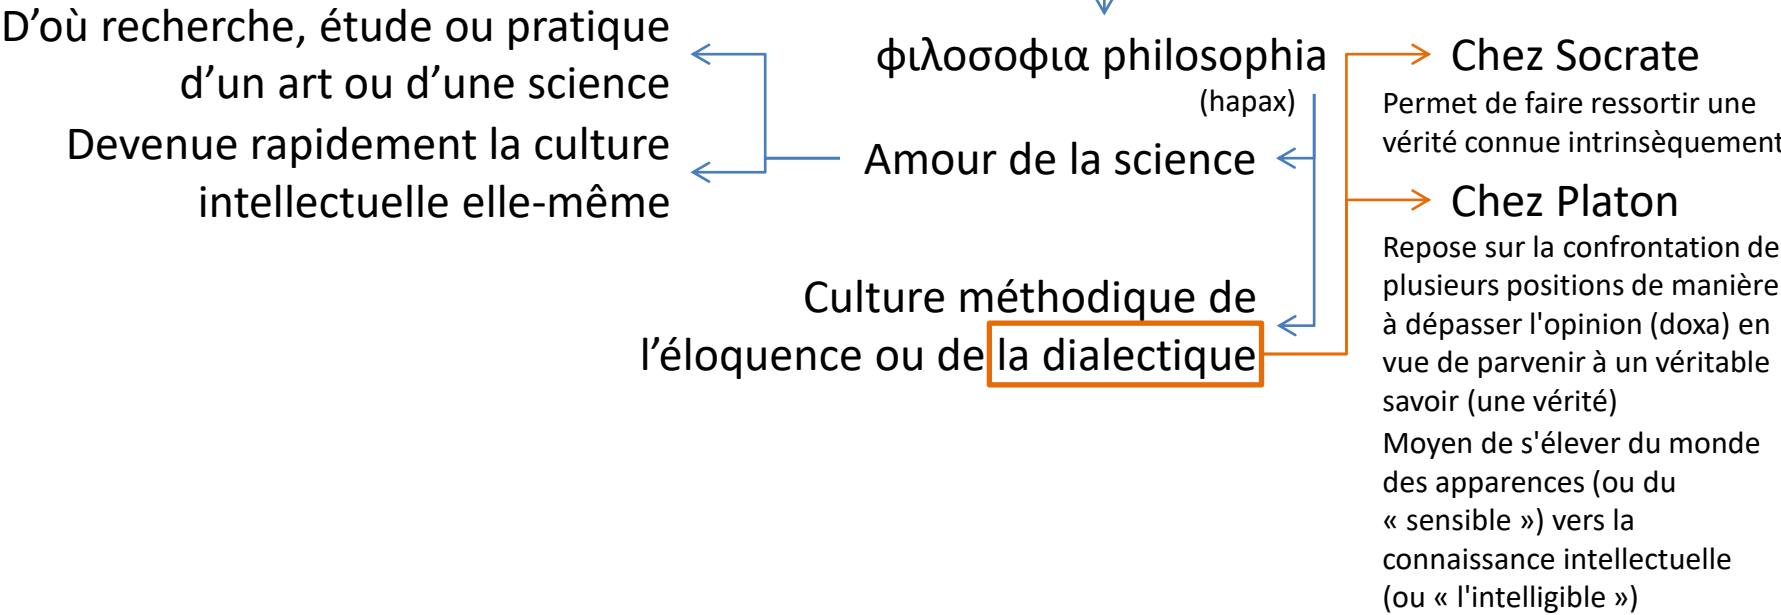 D’où recherche, étude ou pratique
d’un art ou d’une science
Devenue rapidement la culture
intellectuelle elle-même
φιλοσοφια philosophia
(hapax)
Amour de la science
Culture méthodique de
l’éloquence ou de la dialectique
Chez Socrate
Permet de faire ressortir une
vérité connue intrinsèquement
Chez Platon
Repose sur la confrontation de
plusieurs positions de manière
à dépasser l'opinion (doxa) en
vue de parvenir à un véritable
savoir (une vérité)
Moyen de s'élever du monde
des apparences (ou du
« sensible ») vers la
connaissance intellectuelle
(ou « l'intelligible »)